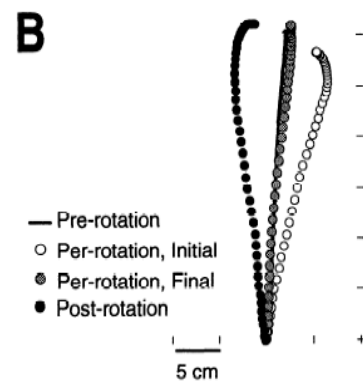 B
Pre-rotation
Per-rotation, Initial
Per-rotation, Final
Post-rotation
5 cm